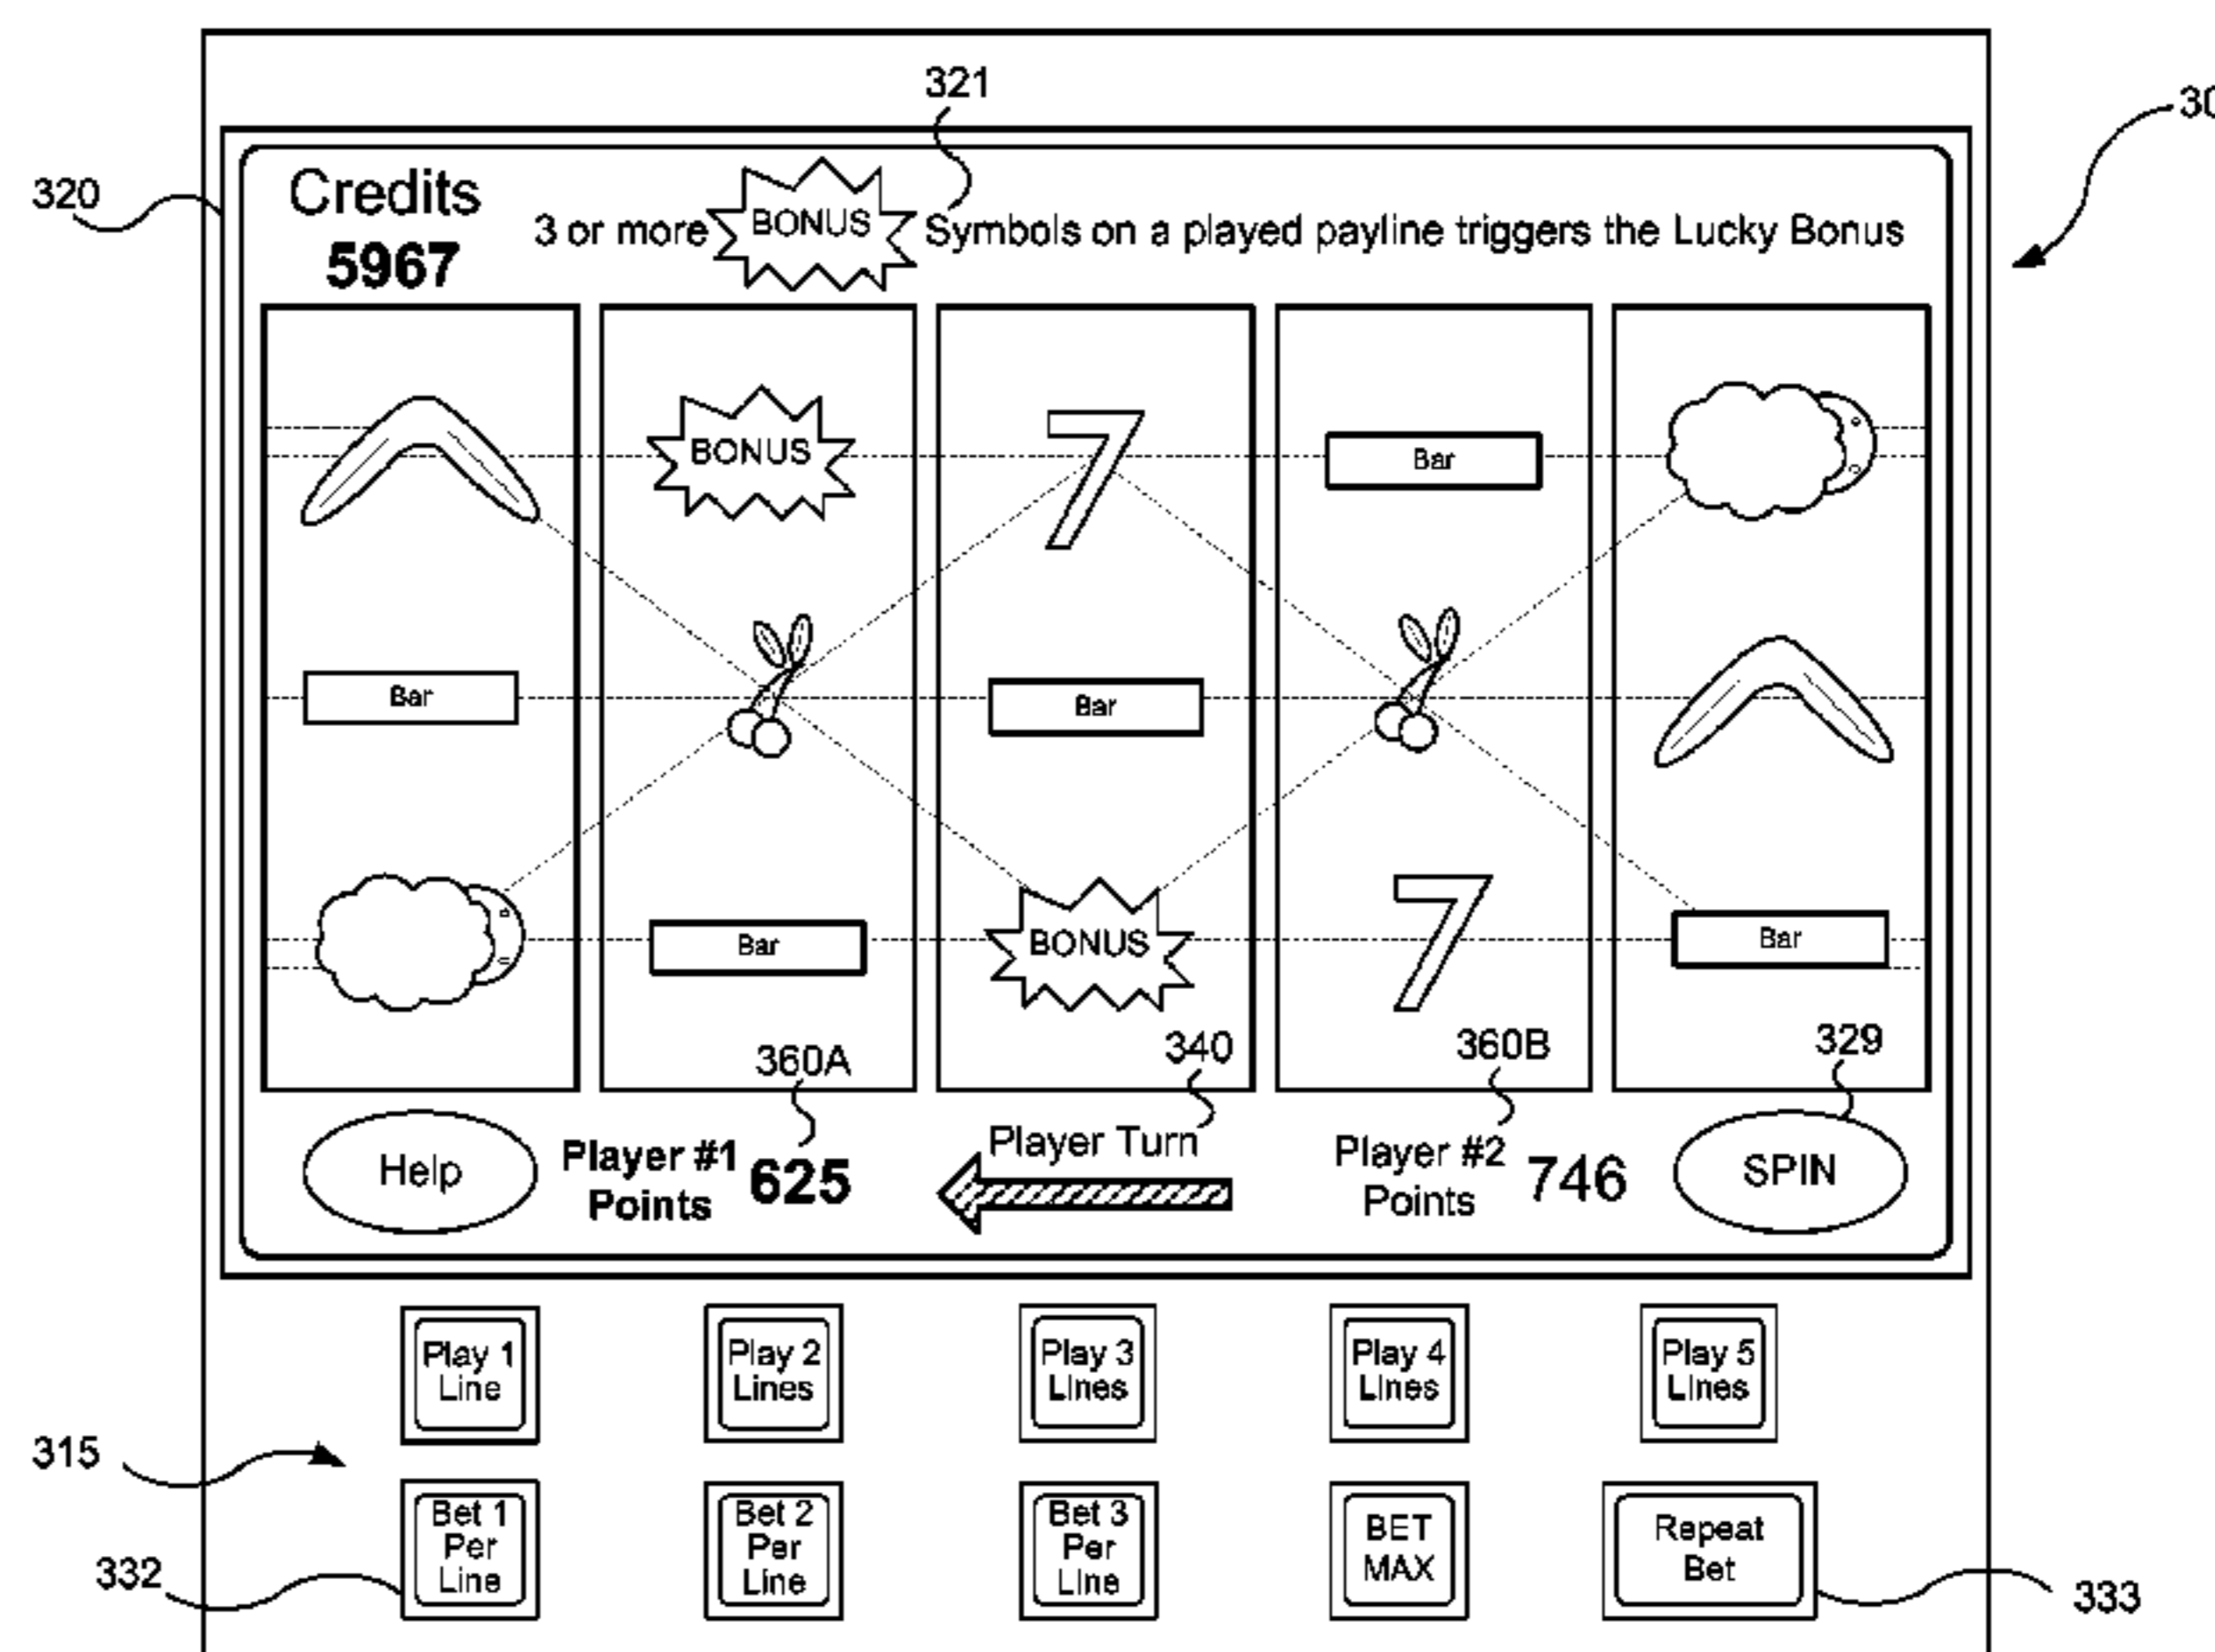 321
30
320
Credits
5967
3 or more BONUS Symbols on a played payline triggers the Lucky Bonus
BONUS
7
Bar
Bar
Bar
Bar
BONUS
7
Bar
360A
340
360B
329
Help
Player #1
Points
625
Player Turn
Player #2
Points
746
SPIN
Play 1
Line
Play 2
Lines
Play 3
Lines
Play 4
Lines
Play 5
Lines
315
Bet 1
Per
Line
Bet 2
Per
Line
Bet 3
Per
Line
BET
MAX
Repeat
Bet
332
333